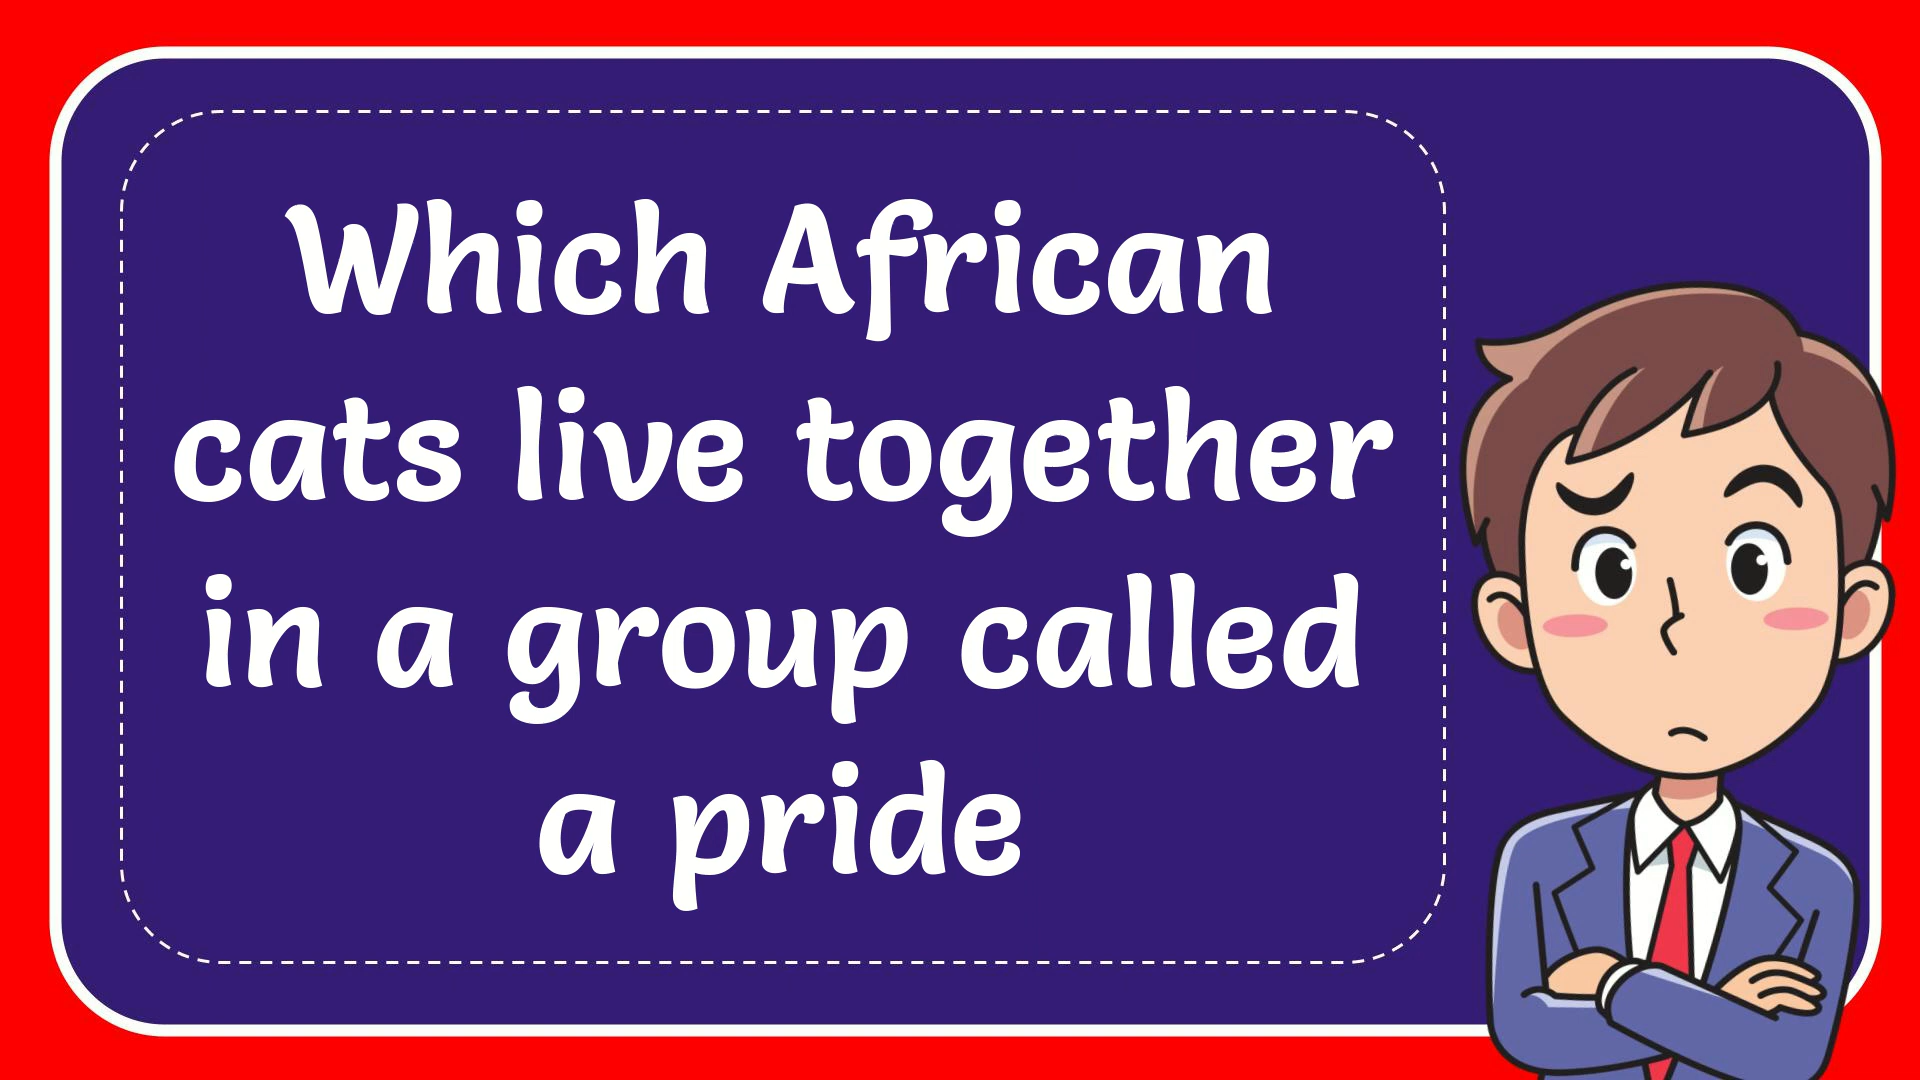 Which African
cats live together
in a group called
a pride